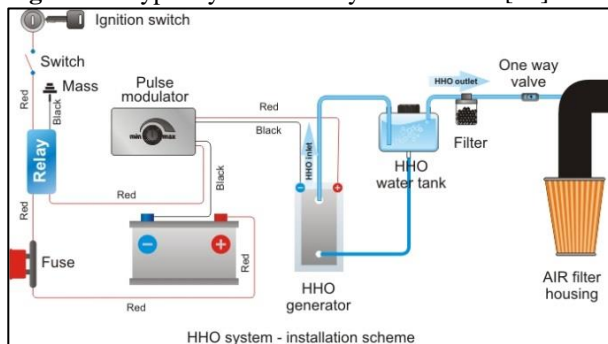 Ignition switch
Switch
Red
Mass
Black
Relay
Red
Red
Fuse
Red
Pulse
modulator
min
max
Red
Black
Black
Red
HHO inlet
HHO
generator
HHO outlet
HHO
water tank
Filter
One way
valve
AIR filter
housing
HHO system - installation scheme